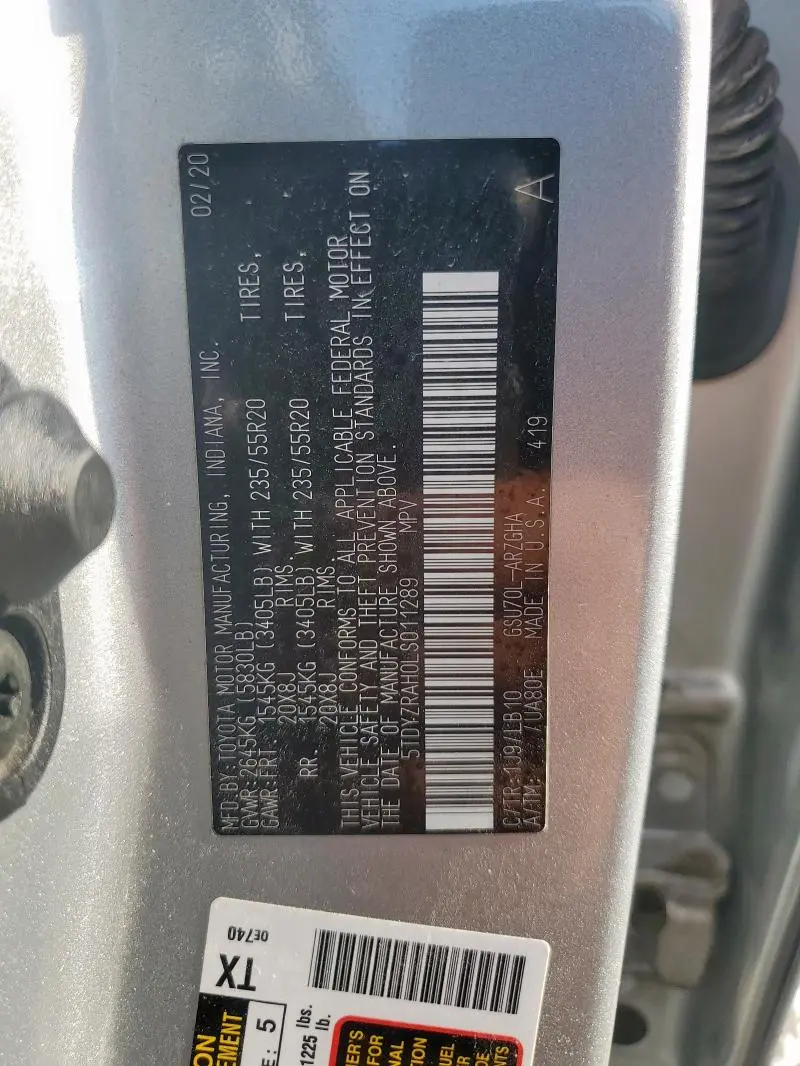 MFD.BY:TOYOTA MOTOR MANUFACTURING, INDIANA, INC. 02/20
GVWR:2645KG (5830LB)
GAWR:FRT. 1545KG (3405LB) WITH 235/55R20 TIRES,
20X8J RIMS.
RR. 1545KG (3405LB) WITH 235/55R20 TIRES,
20X8J RIMS.
THIS VEHICLE CONFORMS TO ALL APPLICABLE FEDERAL MOTOR
VEHICLE SAFETY AND THEFT PREVENTION STANDARDS IN EFFECT ON
THE DATE OF MANUFACTURE SHOWN ABOVE.
5TDYZRAH0LS011289 MPV
C/TR:1J9/LB10 GSU70L-ARZGHA
A/TM: /UA80E MADE IN U.S.A. 419
A
TX
0E740
5
1225 lbs.
lb.